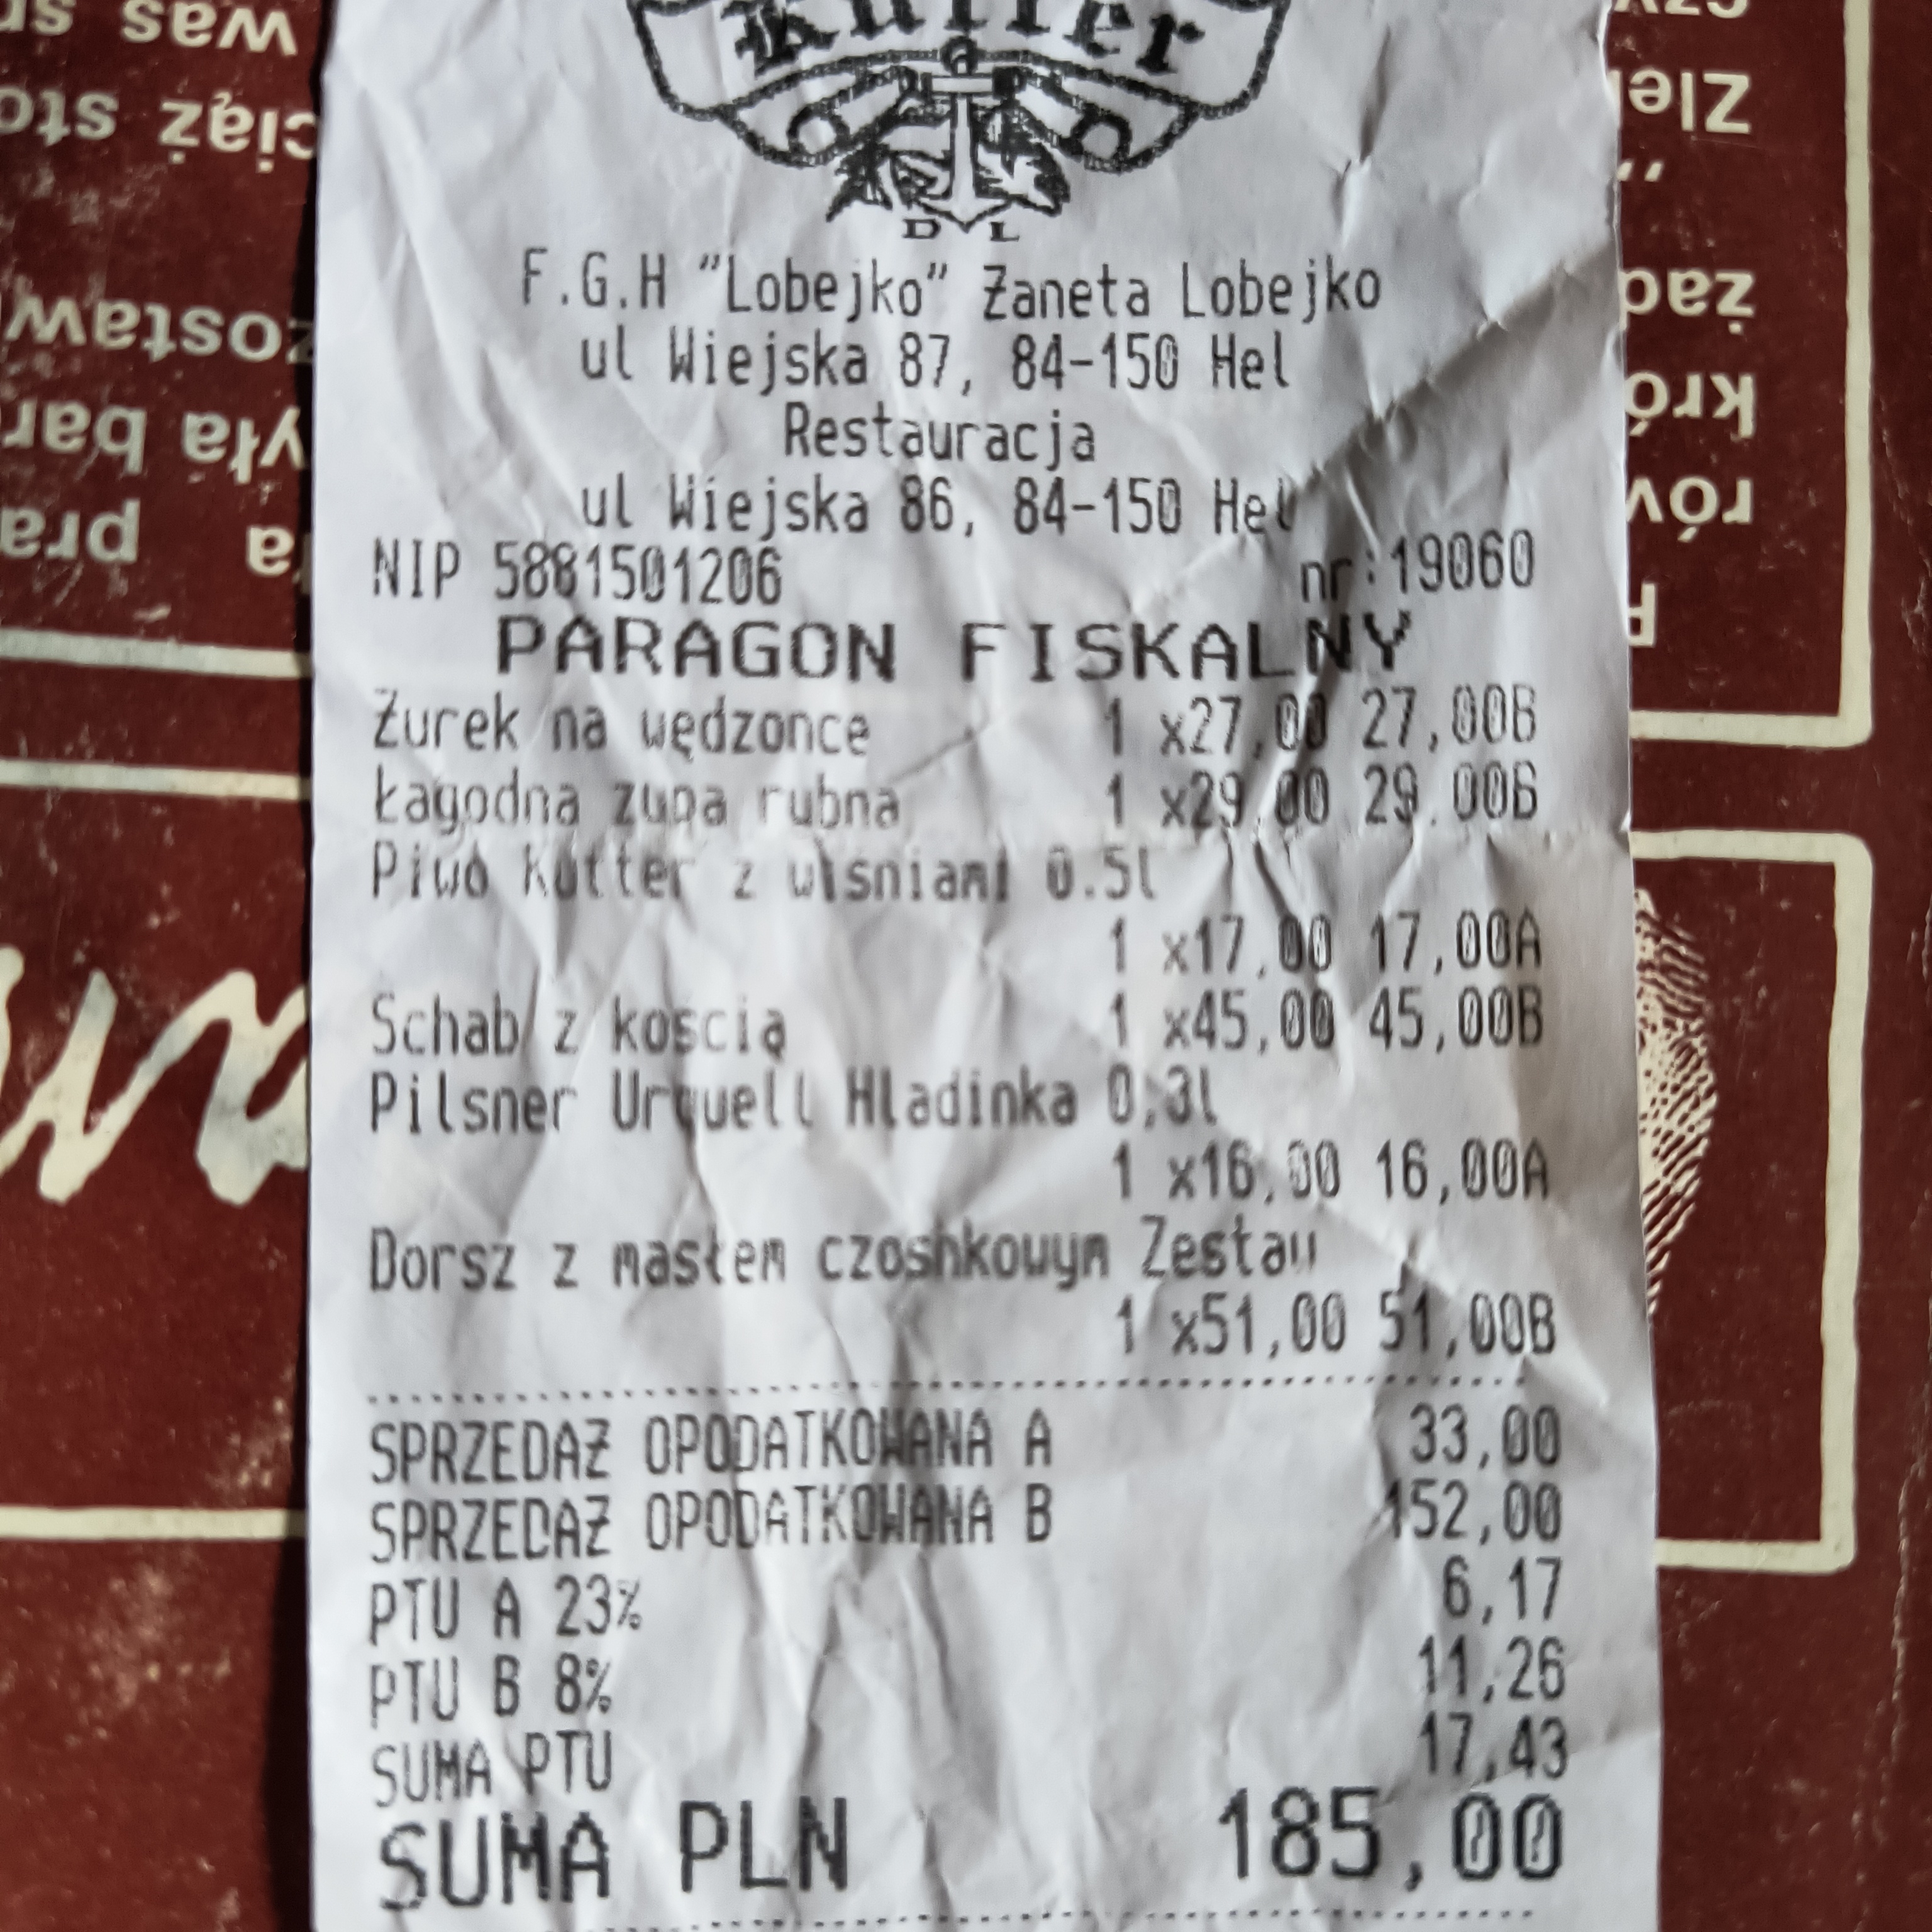 Kutter
D L
F.G.H "Lobejko" Żaneta Lobejko
ul Wiejska 87, 84-150 Hel
Restauracja
ul Wiejska 86, 84-150 Hel
NIP 5881501206 nr:19060
PARAGON FISKALNY
Żurek na wędzonce 1 x27,00 27,00B
Łagodna zupa rubna 1 x29,00 29,00B
Piwo Kutter z wiśniami 0.5l
1 x17,00 17,00A
Schab z kością 1 x45,00 45,00B
Pilsner Urquell Hladinka 0,3l
1 x16,00 16,00A
Dorsz z masłem czoshkowym Zestaw
1 x51,00 51,00B
SPRZEDAŻ OPODATKOWANA A 33,00
SPRZEDAŻ OPODATKOWANA B 152,00
PTU A 23% 6,17
PTU B 8% 11,26
SUMA PTU 17,43
SUMA PLN 185,00